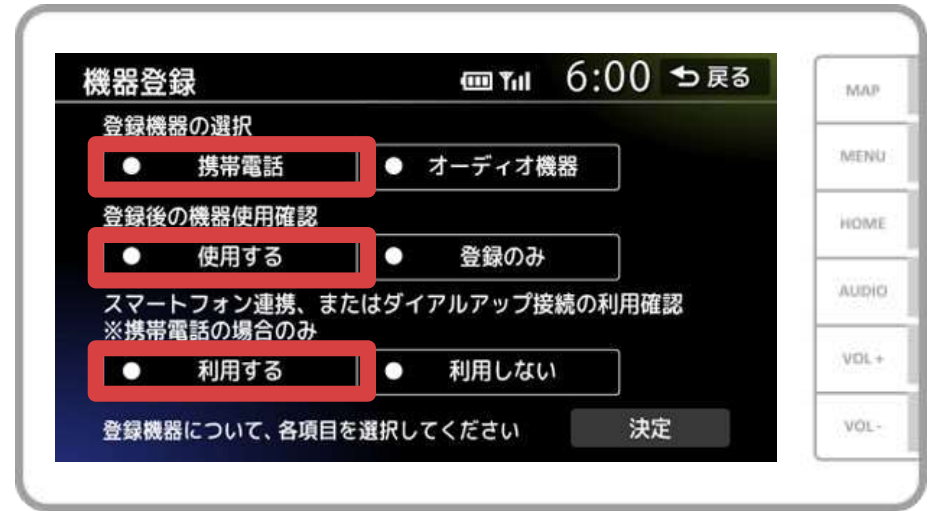 機器登録 6:00 戻る
登録機器の選択
携帯電話 オーディオ機器
登録後の機器使用確認
使用する 登録のみ
スマートフォン連携、またはダイアルアップ接続の利用確認
※携帯電話の場合のみ
利用する 利用しない
登録機器について、各項目を選択してください 決定
MAP
MENU
HOME
AUDIO
VOL +
VOL -